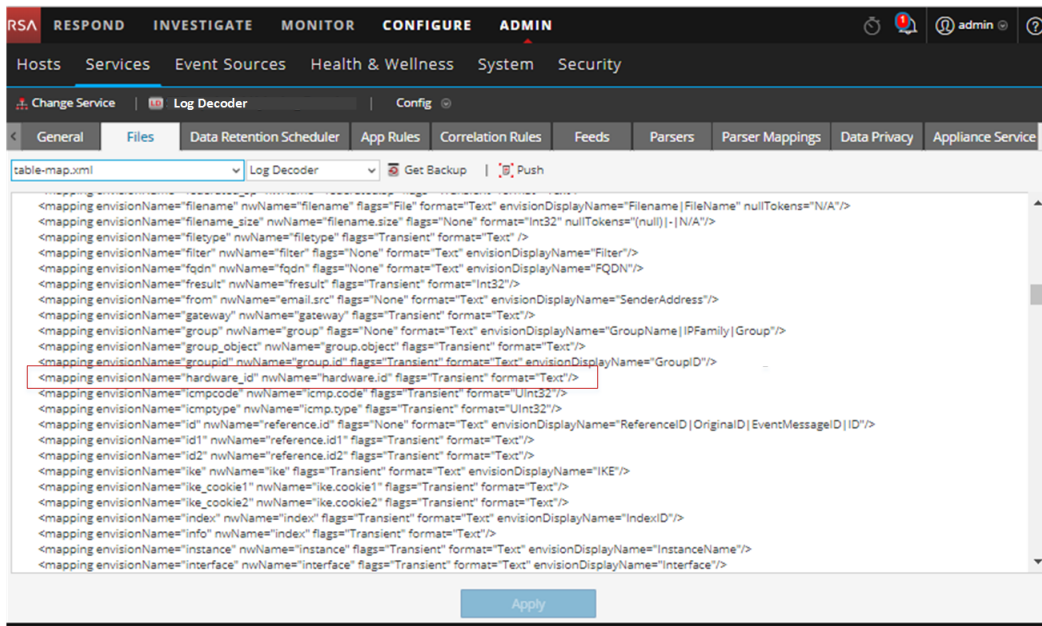 RSA RESPOND INVESTIGATE MONITOR CONFIGURE ADMIN 1 admin ?
Hosts Services Event Sources Health & Wellness System Security
Change Service | LD Log Decoder | Config
< General Files Data Retention Scheduler App Rules Correlation Rules Feeds Parsers Parser Mappings Data Privacy Appliance Service
table-map.xml Log Decoder Get Backup | Push
<mapping envisionName="filename" nwName="filename" flags="File" format="Text" envisionDisplayName="Filename|FileName" nullTokens="N/A"/>
<mapping envisionName="filename_size" nwName="filename.size" flags="None" format="Int32" nullTokens="(null)|-|N/A"/>
<mapping envisionName="filetype" nwName="filetype" flags="Transient" format="Text" />
<mapping envisionName="filter" nwName="filter" flags="None" format="Text" envisionDisplayName="Filter"/>
<mapping envisionName="fqdn" nwName="fqdn" flags="None" format="Text" envisionDisplayName="FQDN"/>
<mapping envisionName="fresult" nwName="fresult" flags="Transient" format="Int32"/>
<mapping envisionName="from" nwName="email.src" flags="None" format="Text" envisionDisplayName="SenderAddress"/>
<mapping envisionName="gateway" nwName="gateway" flags="Transient" format="Text"/>
<mapping envisionName="group" nwName="group" flags="None" format="Text" envisionDisplayName="GroupName|IPFamily|Group"/>
<mapping envisionName="group_object" nwName="group.object" flags="Transient" format="Text"/>
<mapping envisionName="groupid" nwName="group.id" flags="Transient" format="Text" envisionDisplayName="GroupID"/>
<mapping envisionName="hardware_id" nwName="hardware.id" flags="Transient" format="Text"/>
<mapping envisionName="icmpcode" nwName="icmp.code" flags="Transient" format="UInt32"/>
<mapping envisionName="icmptype" nwName="icmp.type" flags="Transient" format="UInt32"/>
<mapping envisionName="id" nwName="reference.id" flags="None" format="Text" envisionDisplayName="ReferenceID|OriginalID|EventMessageID|ID"/>
<mapping envisionName="id1" nwName="reference.id1" flags="Transient" format="Text"/>
<mapping envisionName="id2" nwName="reference.id2" flags="Transient" format="Text"/>
<mapping envisionName="ike" nwName="ike" flags="Transient" format="Text" envisionDisplayName="IKE"/>
<mapping envisionName="ike_cookie1" nwName="ike.cookie1" flags="Transient" format="Text"/>
<mapping envisionName="ike_cookie2" nwName="ike.cookie2" flags="Transient" format="Text"/>
<mapping envisionName="index" nwName="index" flags="Transient" format="Text" envisionDisplayName="IndexID"/>
<mapping envisionName="info" nwName="index" flags="Transient" format="Text"/>
<mapping envisionName="instance" nwName="instance" flags="Transient" format="Text" envisionDisplayName="InstanceName"/>
<mapping envisionName="interface" nwName="interface" flags="Transient" format="Text" envisionDisplayName="Interface"/>
Apply